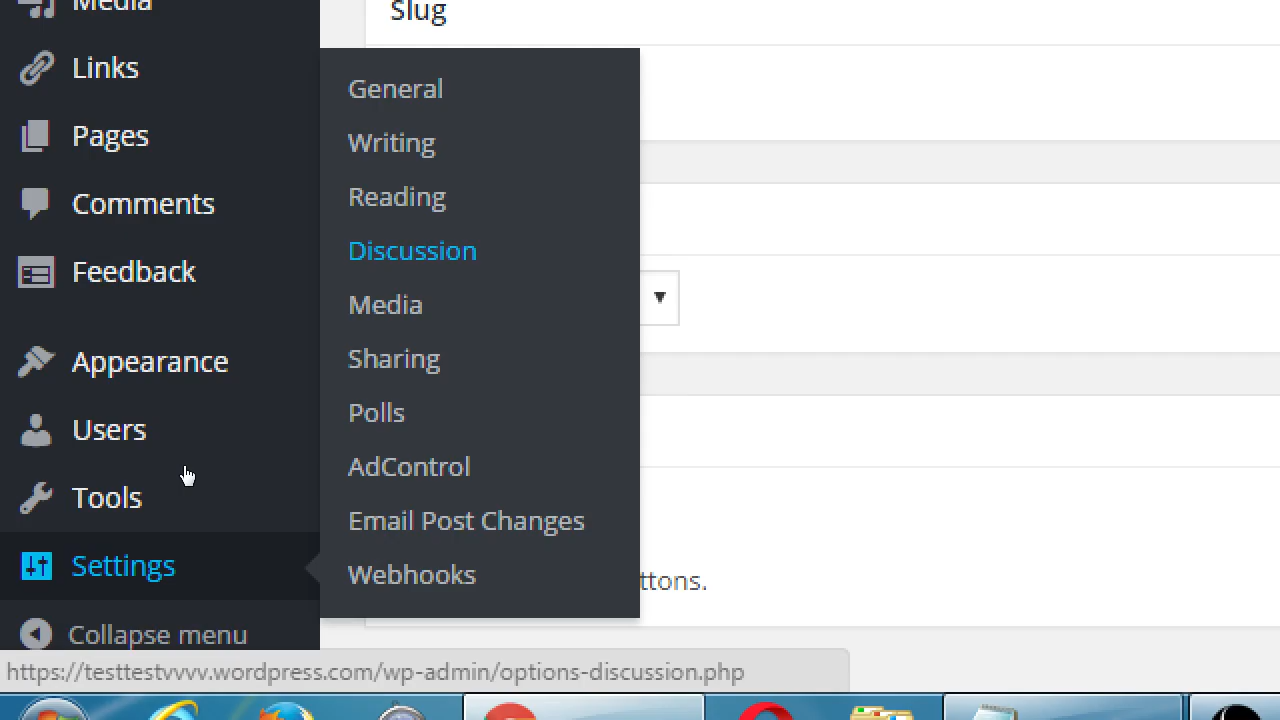 Media
Slug
Links
Pages
Comments
Feedback
Appearance
Users
Tools
Settings
Collapse menu
General
Writing
Reading
Discussion
Media
Sharing
Polls
AdControl
Email Post Changes
Webhooks
ttons.
https://testtestvvvv.wordpress.com/wp-admin/options-discussion.php